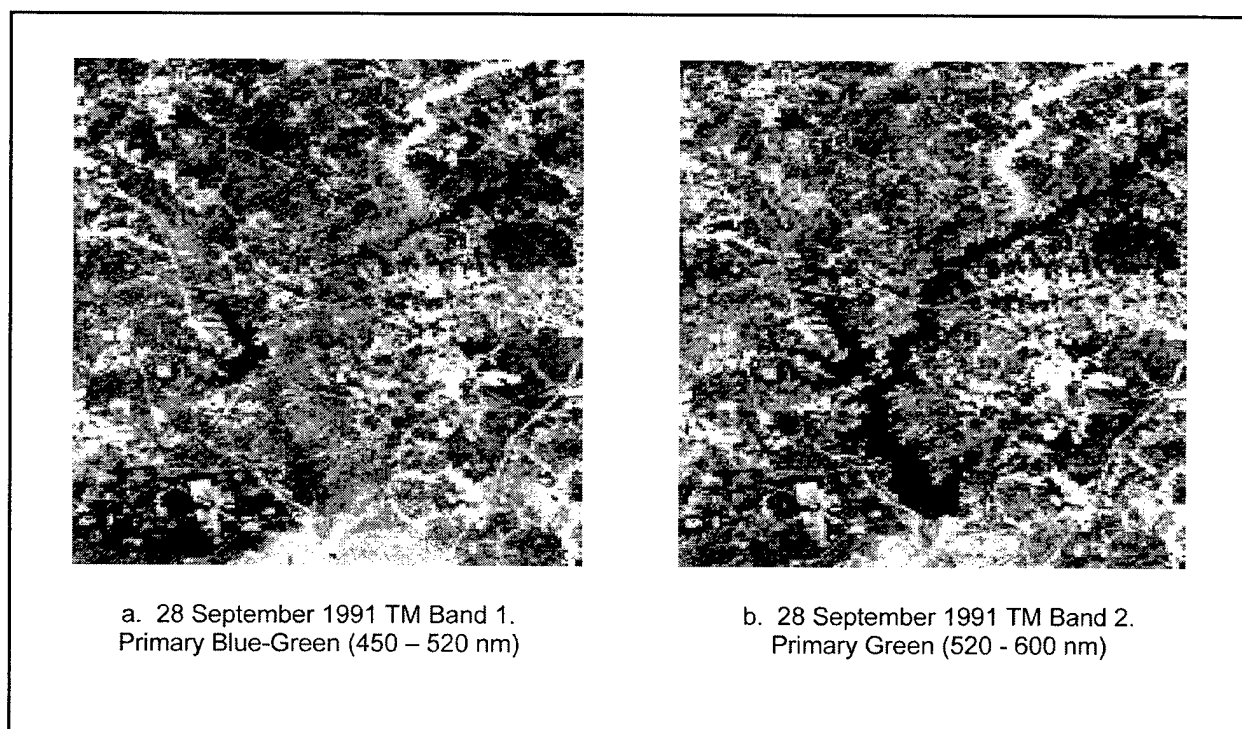 a. 28 September 1991 TM Band 1.
Primary Blue-Green (450 – 520 nm)
b. 28 September 1991 TM Band 2.
Primary Green (520 - 600 nm)